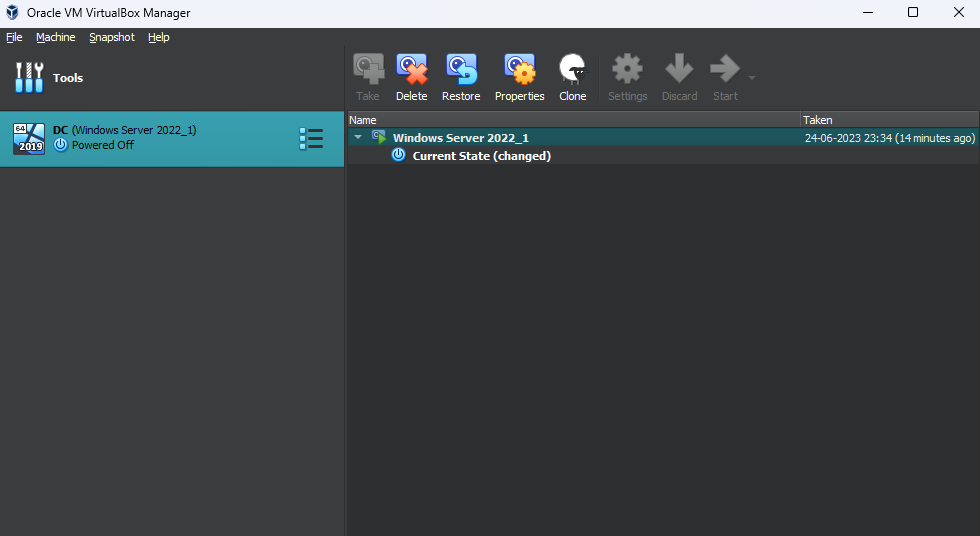 Oracle VM VirtualBox Manager
File Machine Snapshot Help
Tools
Take Delete Restore Properties Clone Settings Discard Start
64
2019
DC (Windows Server 2022_1)
Powered Off
Name Taken
Windows Server 2022_1 24-06-2023 23:34 (14 minutes ago)
Current State (changed)